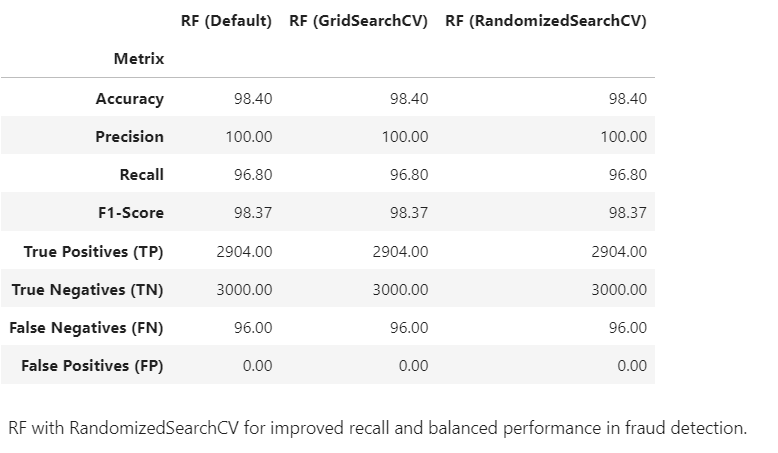 RF (Default) RF (GridSearchCV) RF (RandomizedSearchCV)
Metrix
Accuracy 98.40 98.40 98.40
Precision 100.00 100.00 100.00
Recall 96.80 96.80 96.80
F1-Score 98.37 98.37 98.37
True Positives (TP) 2904.00 2904.00 2904.00
True Negatives (TN) 3000.00 3000.00 3000.00
False Negatives (FN) 96.00 96.00 96.00
False Positives (FP) 0.00 0.00 0.00
RF with RandomizedSearchCV for improved recall and balanced performance in fraud detection.